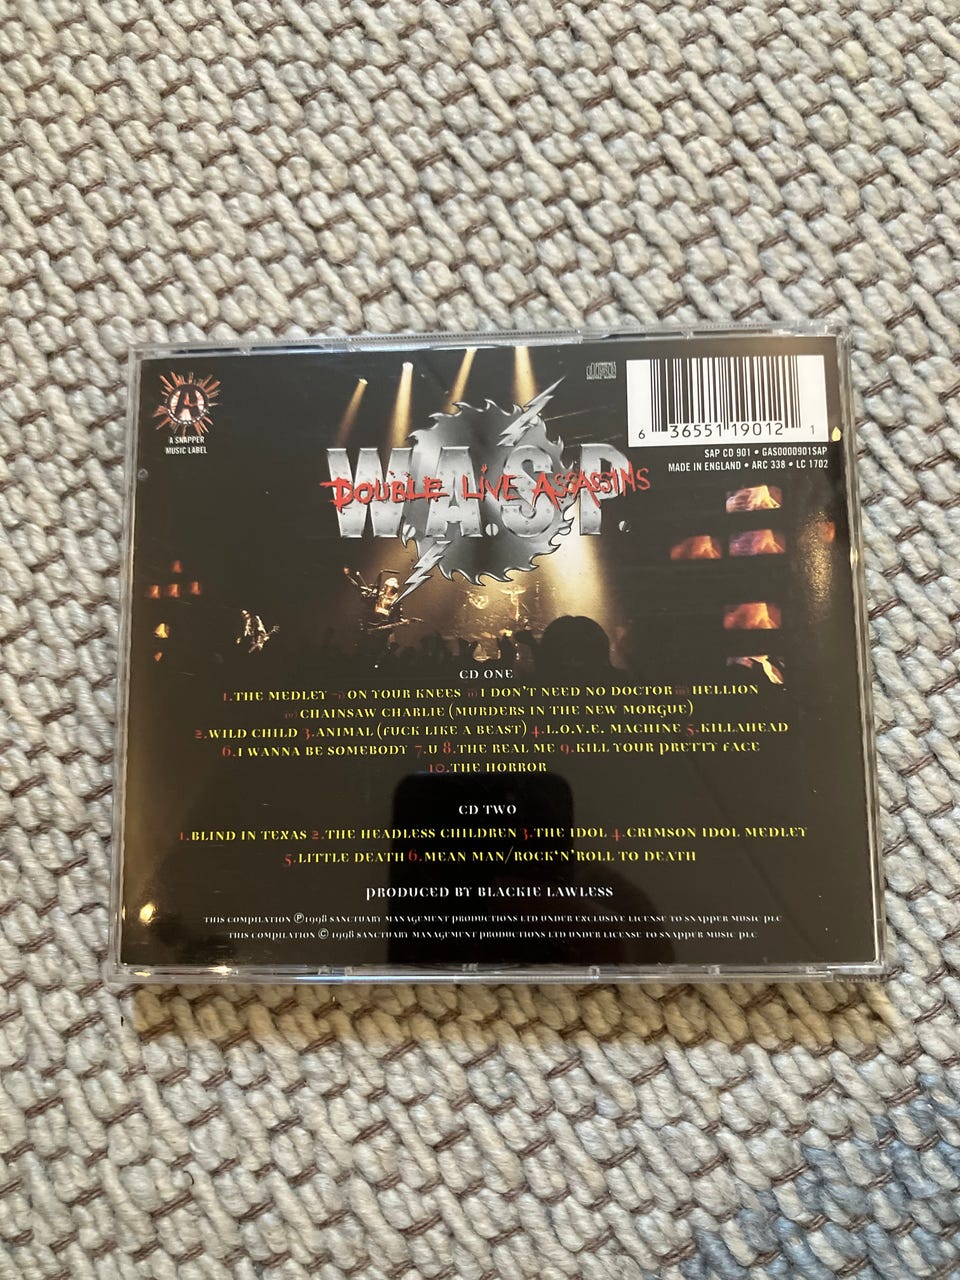 COMPACT
disc
DIGITAL AUDIO
A SNAPPER
MUSIC LABEL
6 36551 19012 1
SAP CD 901 • GAS0000901SAP
MADE IN ENGLAND • ARC 338 • LC 1702
W.A.S.P.
DOUBLE LIVE ASSASSINS
CD ONE
1.THE MEDLEY i) ON YOUR KNEES ii) I DON'T NEED NO DOCTOR iii) HELLION
iv) CHAINSAW CHARLIE (MURDERS IN THE NEW MORGUE)
2.WILD CHILD 3.ANIMAL (FUCK LIKE A BEAST) 4.L.O.V.E. MACHINE 5.KILLAHEAD
6.I WANNA BE SOMEBODY 7.U 8.THE REAL ME 9.KILL YOUR PRETTY FACE
10.THE HORROR
CD TWO
1.BLIND IN TEXAS 2.THE HEADLESS CHILDREN 3.THE IDOL 4.CRIMSON IDOL MEDLEY
5.LITTLE DEATH 6.MEAN MAN/ROCK'N'ROLL TO DEATH
PRODUCED BY BLACKIE LAWLESS
THIS COMPILATION ℗1998 SANCTUARY MANAGEMENT PRODUCTIONS LTD UNDER EXCLUSIVE LICENSE TO SNAPPER MUSIC PLC
THIS COMPILATION © 1998 SANCTUARY MANAGEMENT PRODUCTIONS LTD UNDER LICENSE TO SNAPPER MUSIC PLC